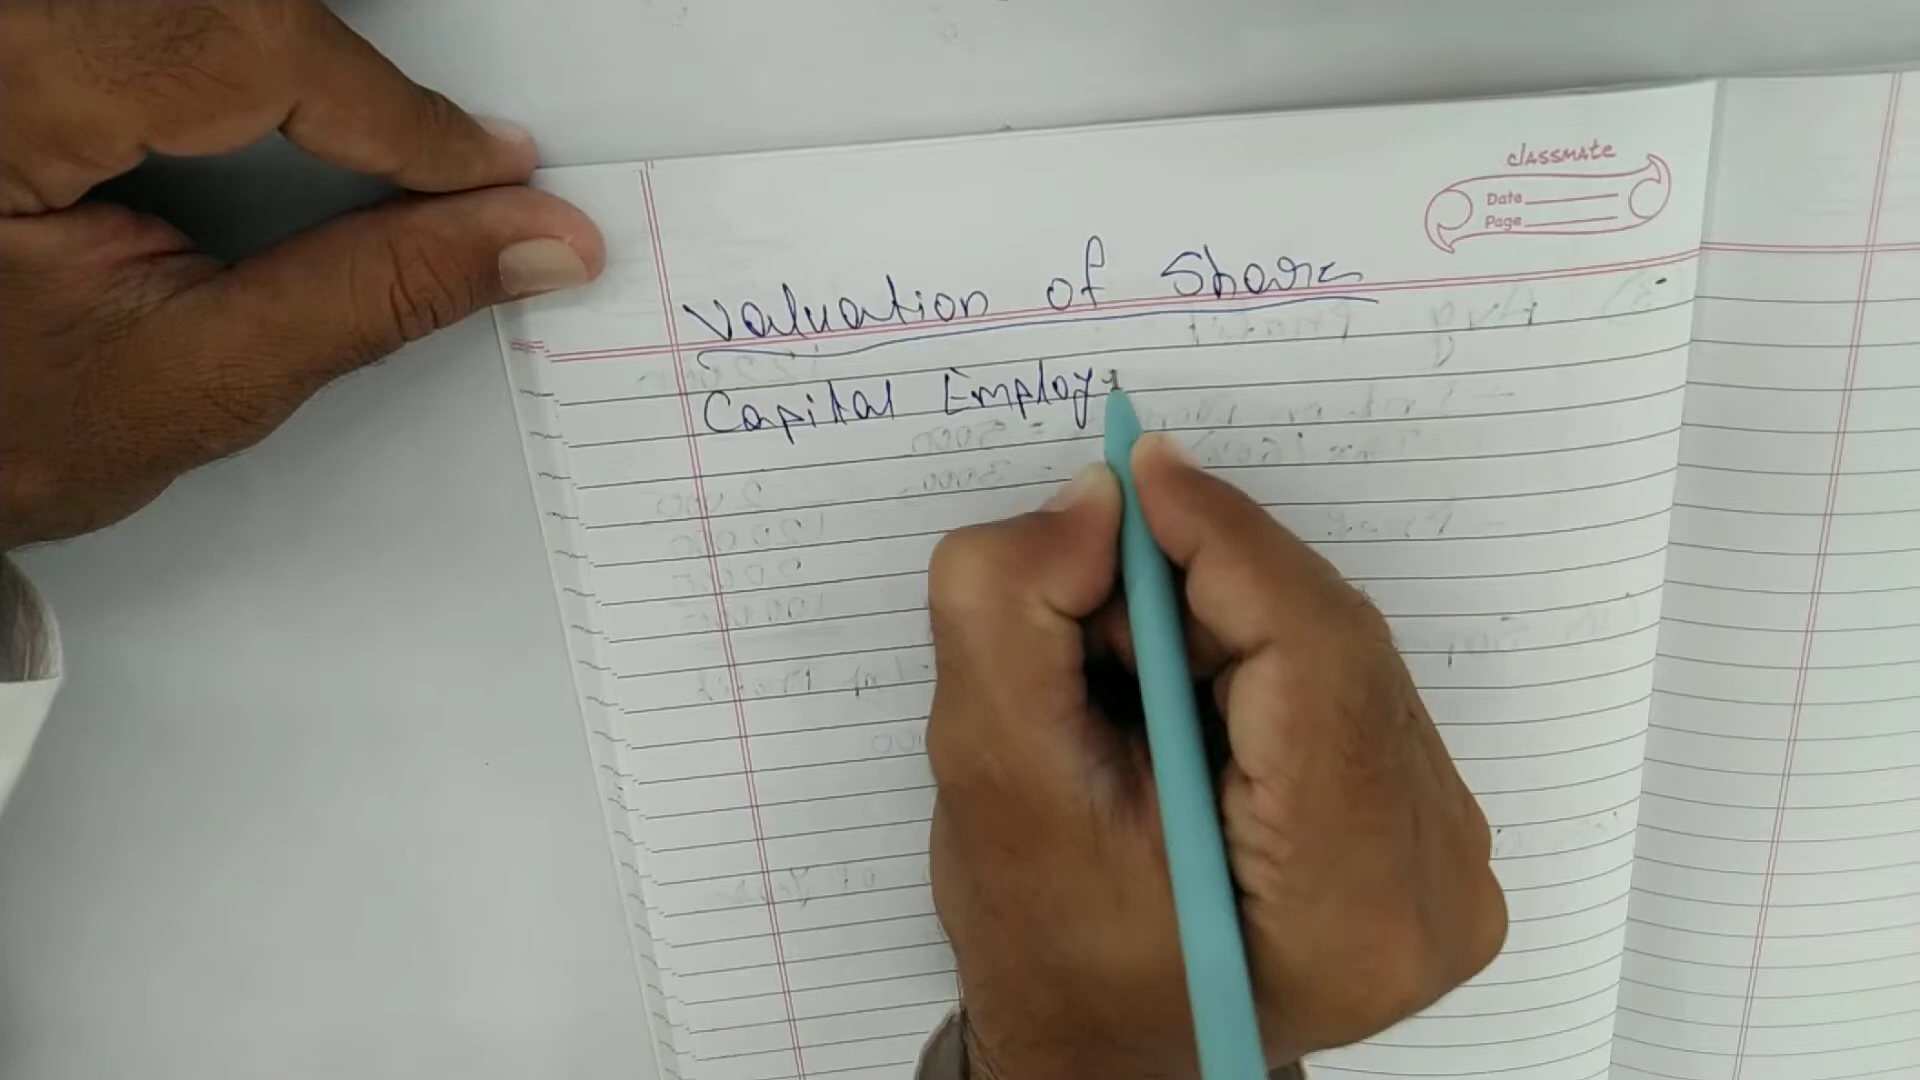 classmate
Date
Page
Valuation of Share
Capital Employ